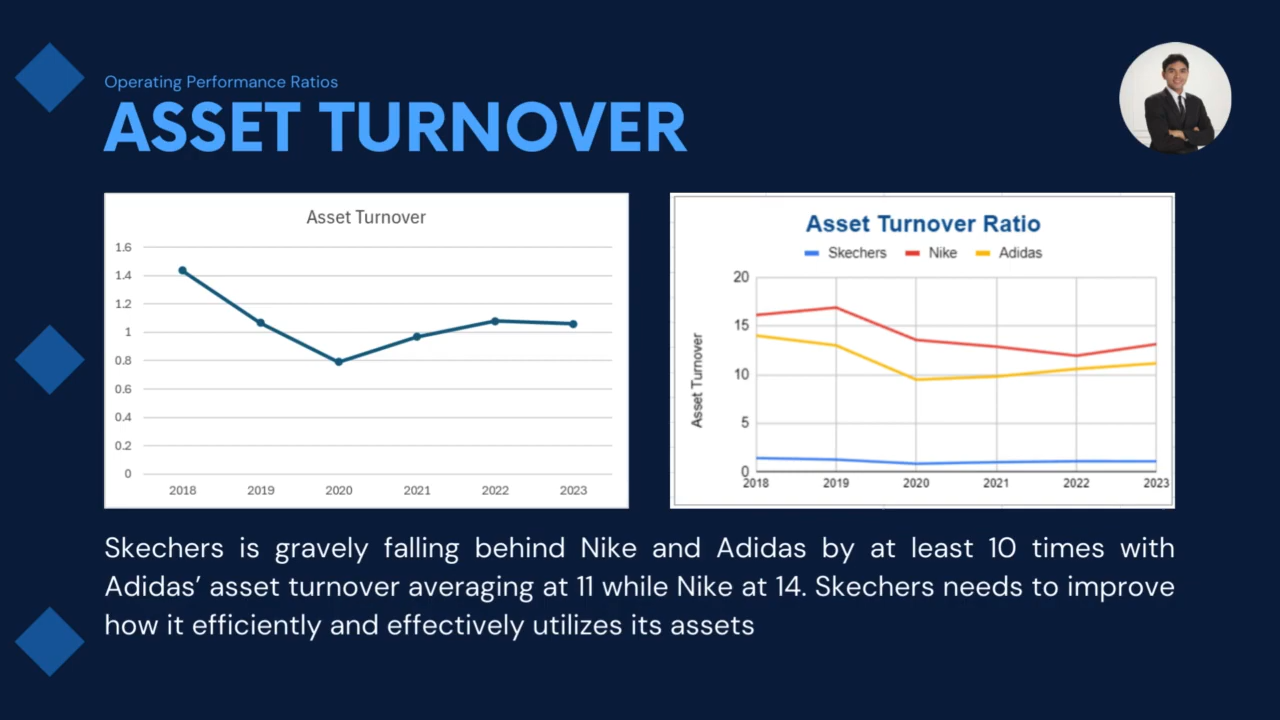 Operating Performance Ratios
ASSET TURNOVER
Asset Turnover
1.6
1.4
1.2
1
0.8
0.6
0.4
0.2
0
2018 2019 2020 2021 2022 2023
Asset Turnover Ratio
Skechers Nike Adidas
Asset Turnover
20
15
10
5
0
2018 2019 2020 2021 2022 2023
Skechers is gravely falling behind Nike and Adidas by at least 10 times with
Adidas’ asset turnover averaging at 11 while Nike at 14. Skechers needs to improve
how it efficiently and effectively utilizes its assets